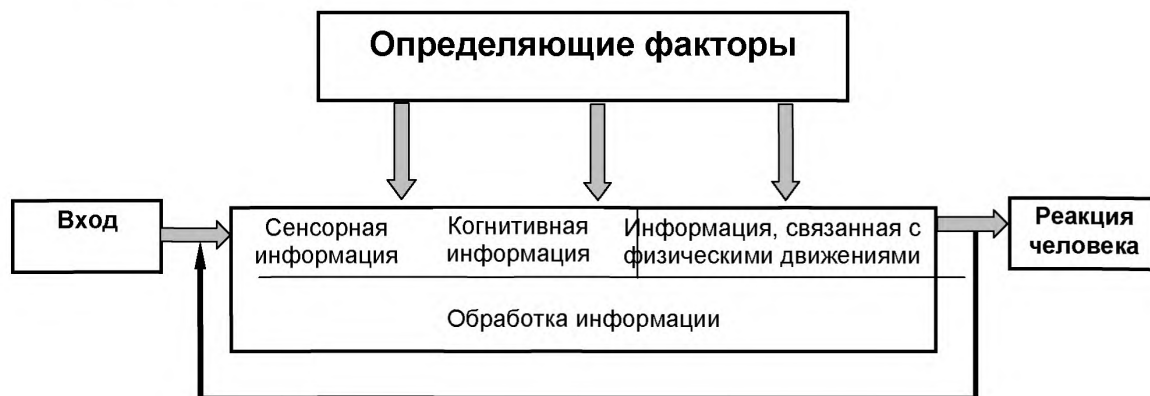 Определяющие факторы
Вход
Сенсорная
информация
Когнитивная
информация
Информация, связанная с
физическими движениями
Обработка информации
Реакция
человека